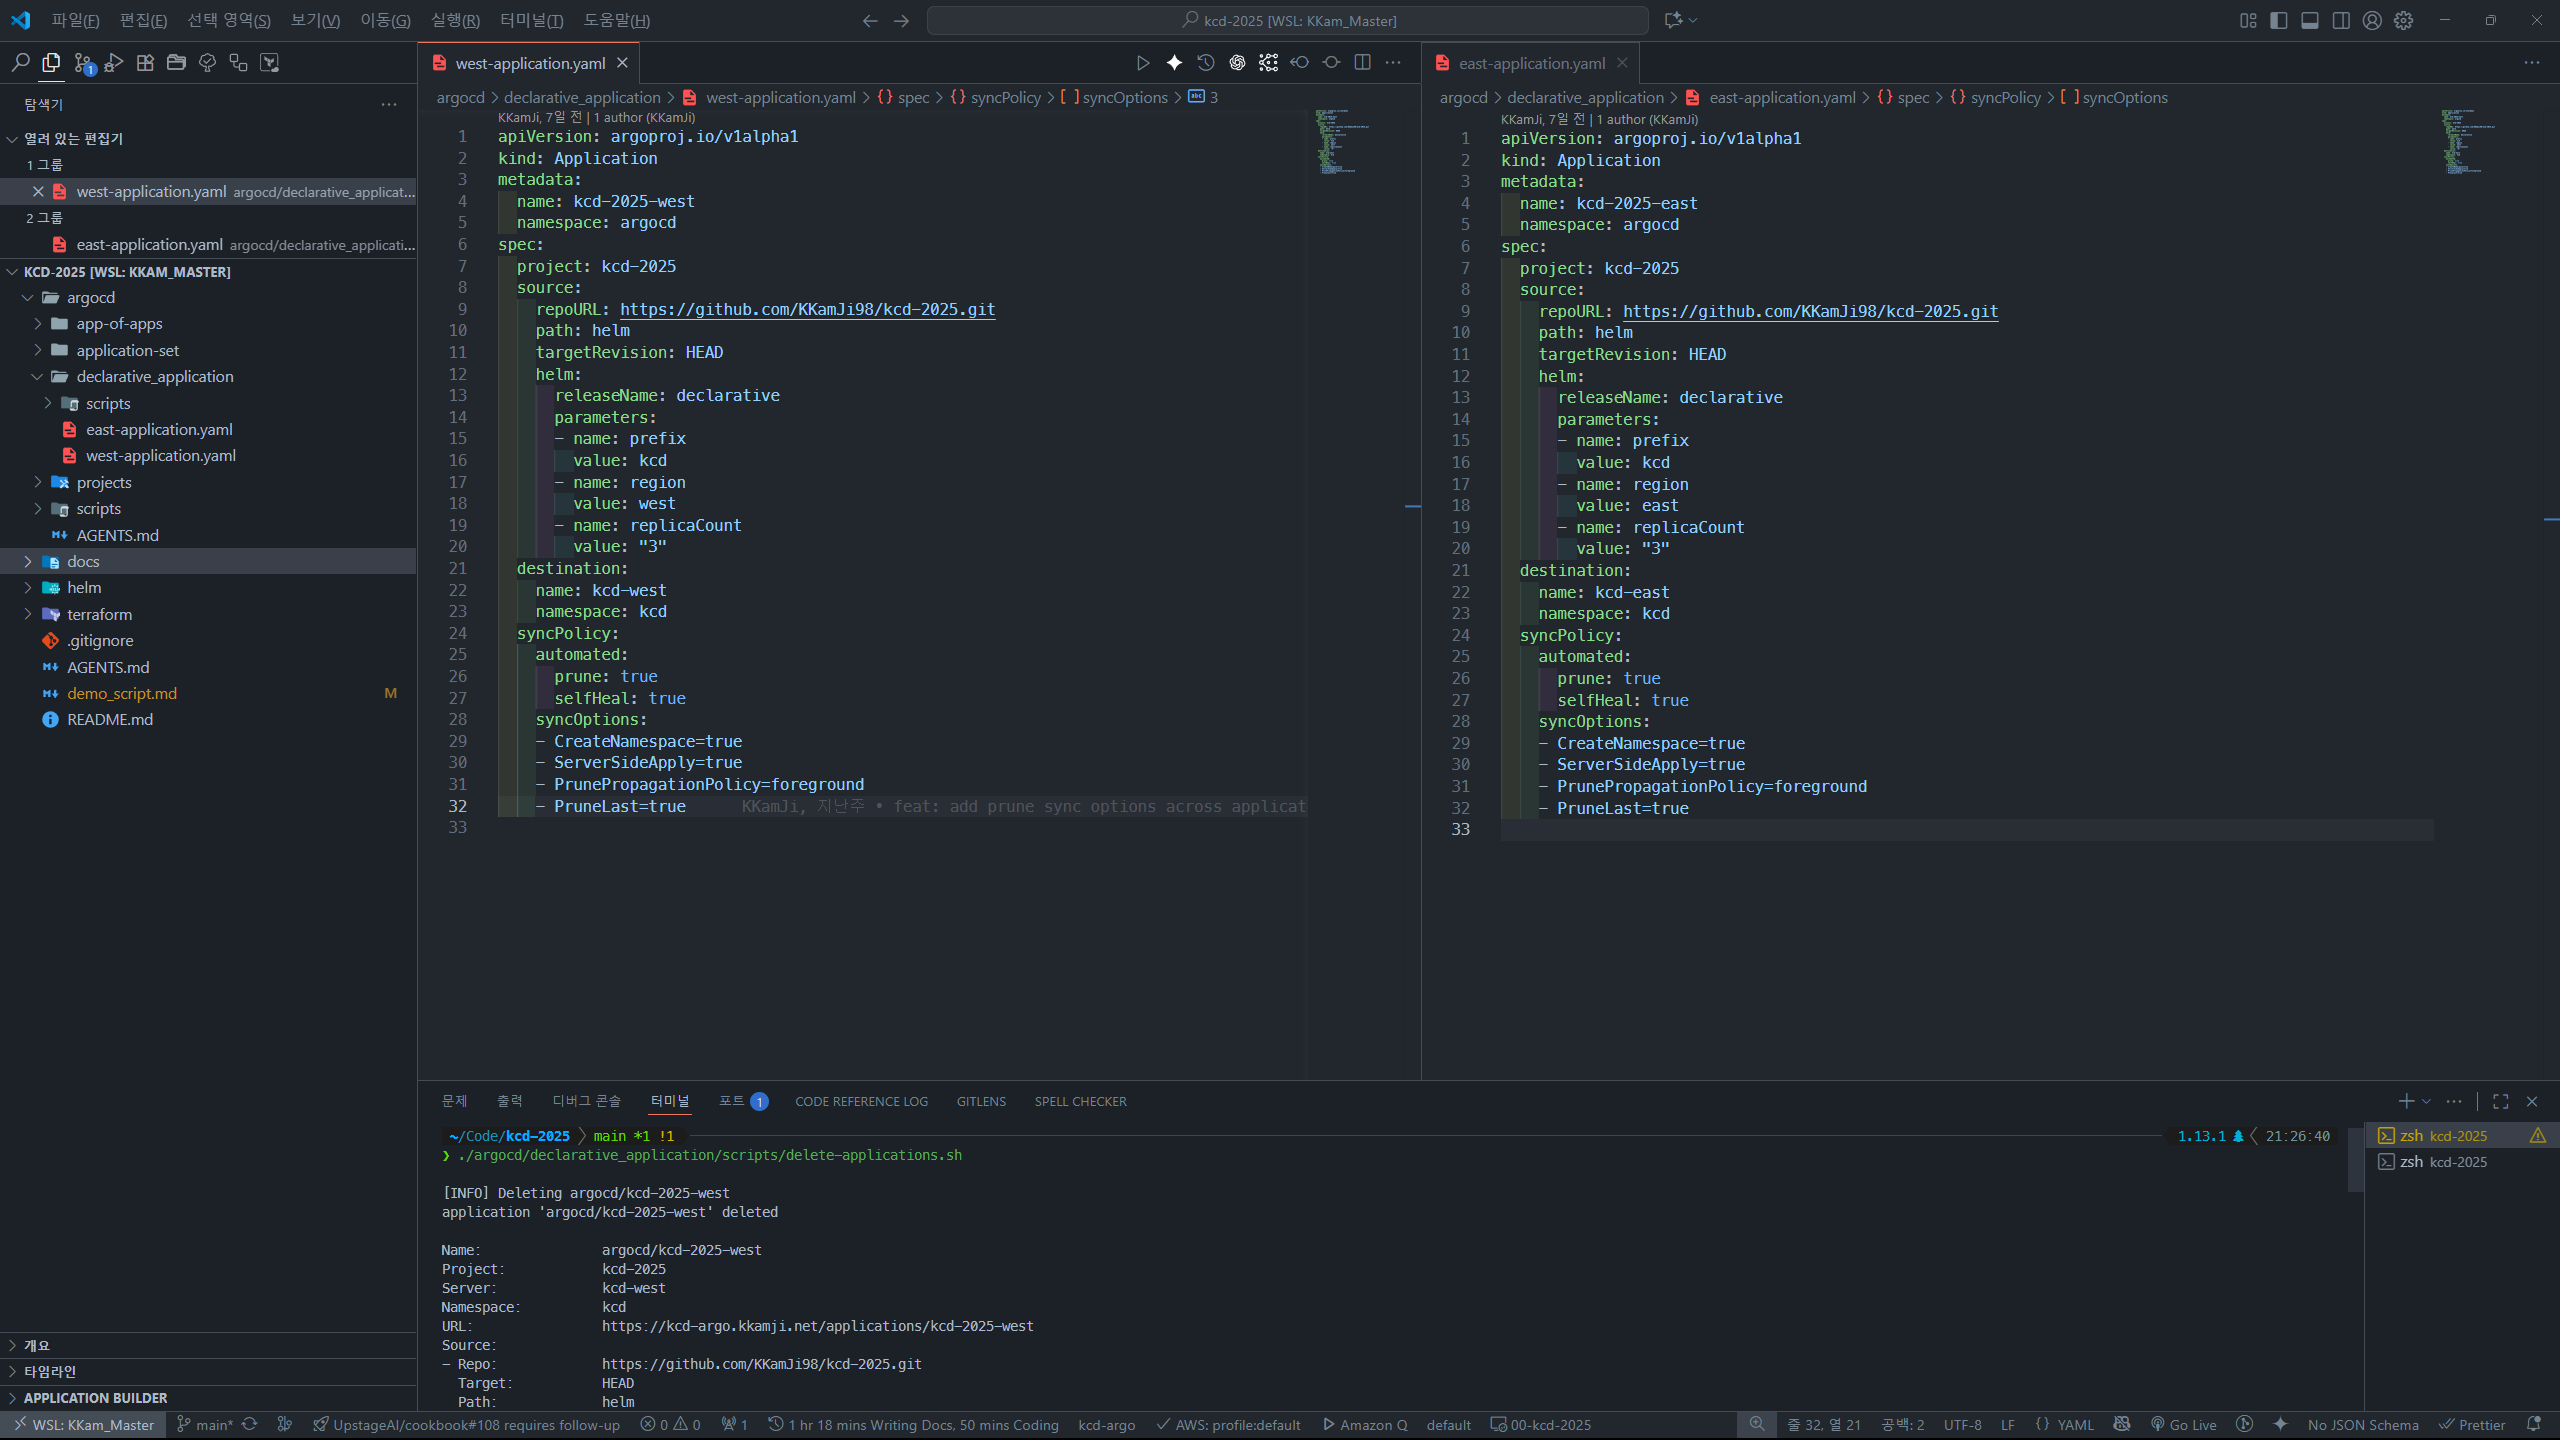 파일(F) 편집(E) 선택 영역(S) 보기(V) 이동(G) 실행(R) 터미널(T) 도움말(H)
kcd-2025 [WSL: KKam_Master]
1
탐색기
열려 있는 편집기
1 그룹
west-application.yaml argocd/declarative_applicat...
2 그룹
east-application.yaml argocd/declarative_applicati...
KCD-2025 [WSL: KKAM_MASTER]
argocd
app-of-apps
application-set
declarative_application
scripts
east-application.yaml
west-application.yaml
projects
scripts
AGENTS.md
docs
helm
terraform
.gitignore
AGENTS.md
demo_script.md M
README.md
개요
타임라인
APPLICATION BUILDER
west-application.yaml
argocd > declarative_application > west-application.yaml > {} spec > {} syncPolicy > [ ] syncOptions > abc 3
KKamJi, 7일 전 | 1 author (KKamJi)
1 apiVersion: argoproj.io/v1alpha1
2 kind: Application
3 metadata:
4   name: kcd-2025-west
5   namespace: argocd
6 spec:
7   project: kcd-2025
8   source:
9     repoURL: https://github.com/KKamJi98/kcd-2025.git
10     path: helm
11     targetRevision: HEAD
12     helm:
13       releaseName: declarative
14       parameters:
15       - name: prefix
16         value: kcd
17       - name: region
18         value: west
19       - name: replicaCount
20         value: "3"
21   destination:
22     name: kcd-west
23     namespace: kcd
24   syncPolicy:
25     automated:
26       prune: true
27       selfHeal: true
28     syncOptions:
29     - CreateNamespace=true
30     - ServerSideApply=true
31     - PrunePropagationPolicy=foreground
32     - PruneLast=true KKamJi, 지난주 • feat: add prune sync options across applicat
33
east-application.yaml
argocd > declarative_application > east-application.yaml > {} spec > {} syncPolicy > [ ] syncOptions
KKamJi, 7일 전 | 1 author (KKamJi)
1 apiVersion: argoproj.io/v1alpha1
2 kind: Application
3 metadata:
4   name: kcd-2025-east
5   namespace: argocd
6 spec:
7   project: kcd-2025
8   source:
9     repoURL: https://github.com/KKamJi98/kcd-2025.git
10     path: helm
11     targetRevision: HEAD
12     helm:
13       releaseName: declarative
14       parameters:
15       - name: prefix
16         value: kcd
17       - name: region
18         value: east
19       - name: replicaCount
20         value: "3"
21   destination:
22     name: kcd-east
23     namespace: kcd
24   syncPolicy:
25     automated:
26       prune: true
27       selfHeal: true
28     syncOptions:
29     - CreateNamespace=true
30     - ServerSideApply=true
31     - PrunePropagationPolicy=foreground
32     - PruneLast=true
33
문제 출력 디버그 콘솔 터미널 포트 1 CODE REFERENCE LOG GITLENS SPELL CHECKER
~/Code/kcd-2025 > main *1 !1 1.13.1 21:26:40
❯ ./argocd/declarative_application/scripts/delete-applications.sh
[INFO] Deleting argocd/kcd-2025-west
application 'argocd/kcd-2025-west' deleted
Name: argocd/kcd-2025-west
Project: kcd-2025
Server: kcd-west
Namespace: kcd
URL: https://kcd-argo.kkamji.net/applications/kcd-2025-west
Source:
- Repo: https://github.com/KKamJi98/kcd-2025.git
Target: HEAD
Path: helm
zsh kcd-2025
zsh kcd-2025
WSL: KKam_Master main* UpstageAI/cookbook#108 requires follow-up 0 0 1 1 hr 18 mins Writing Docs, 50 mins Coding kcd-argo AWS: profile:default Amazon Q default 00-kcd-2025 줄 32, 열 21 공백: 2 UTF-8 LF {} YAML Go Live No JSON Schema Prettier